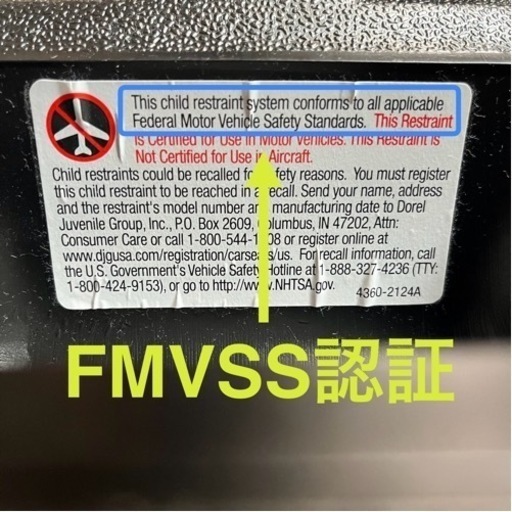 This child restraint system conforms to all applicable
Federal Motor Vehicle Safety Standards. This Restraint
is Certified for Use in Motor Vehicles. This Restraint is
Not Certified for Use in Aircraft.
Child restraints could be recalled for safety reasons. You must register
this child restraint to be reached in a recall. Send your name, address
and the restraint's model number and manufacturing date to Dorel
Juvenile Group, Inc., P.O. Box 2609, Columbus, IN 47202, Attn:
Consumer Care or call 1-800-544-1108 or register online at
www.djgusa.com/registration/carseats/us. For recall information, call
the U.S. Government's Vehicle Safety Hotline at 1-888-327-4236 (TTY:
1-800-424-9153), or go to http://www.NHTSA.gov.
4360-2124A
FMVSS認証